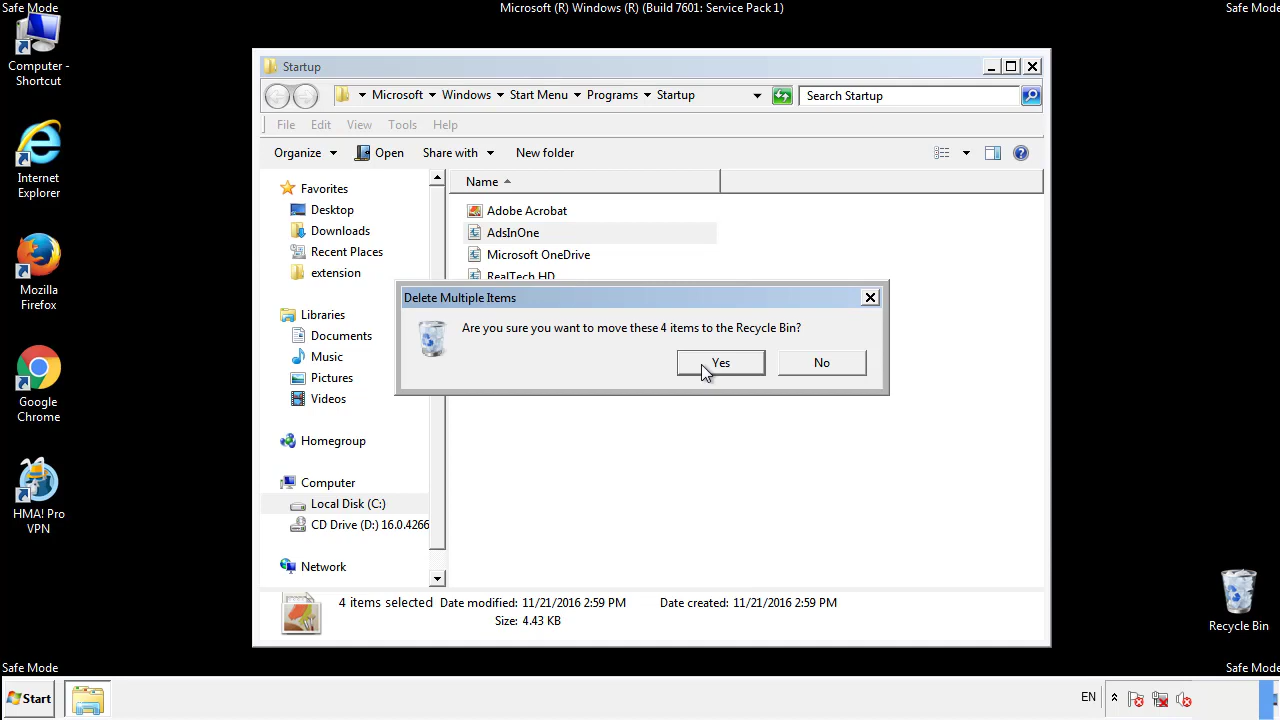 Safe Mode
Microsoft (R) Windows (R) (Build 7601: Service Pack 1)
Safe Mode
Computer -
Shortcut
Internet
Explorer
Mozilla
Firefox
Google
Chrome
HMA! Pro
VPN
Startup
Microsoft
Windows
Start Menu
Programs
Startup
Search Startup
File
Edit
View
Tools
Help
Organize
Open
Share with
New folder
Favorites
Desktop
Downloads
Recent Places
extension
Libraries
Documents
Music
Pictures
Videos
Homegroup
Computer
Local Disk (C:)
CD Drive (D:) 16.0.4266
Network
Name
Adobe Acrobat
AdsInOne
Microsoft OneDrive
RealTech HD
Delete Multiple Items
Are you sure you want to move these 4 items to the Recycle Bin?
Yes
No
4 items selected
Date modified: 11/21/2016 2:59 PM
Date created: 11/21/2016 2:59 PM
Size: 4.43 KB
Recycle Bin
Safe Mode
Safe Mode
Start
EN